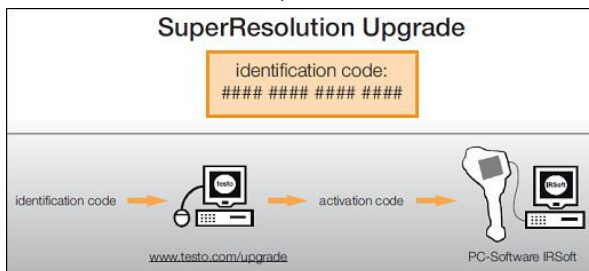 SuperResolution Upgrade
identification code:
#### #### #### ####
identification code
testo
activation code
IRSoft
www.testo.com/upgrade
PC-Software IRSoft